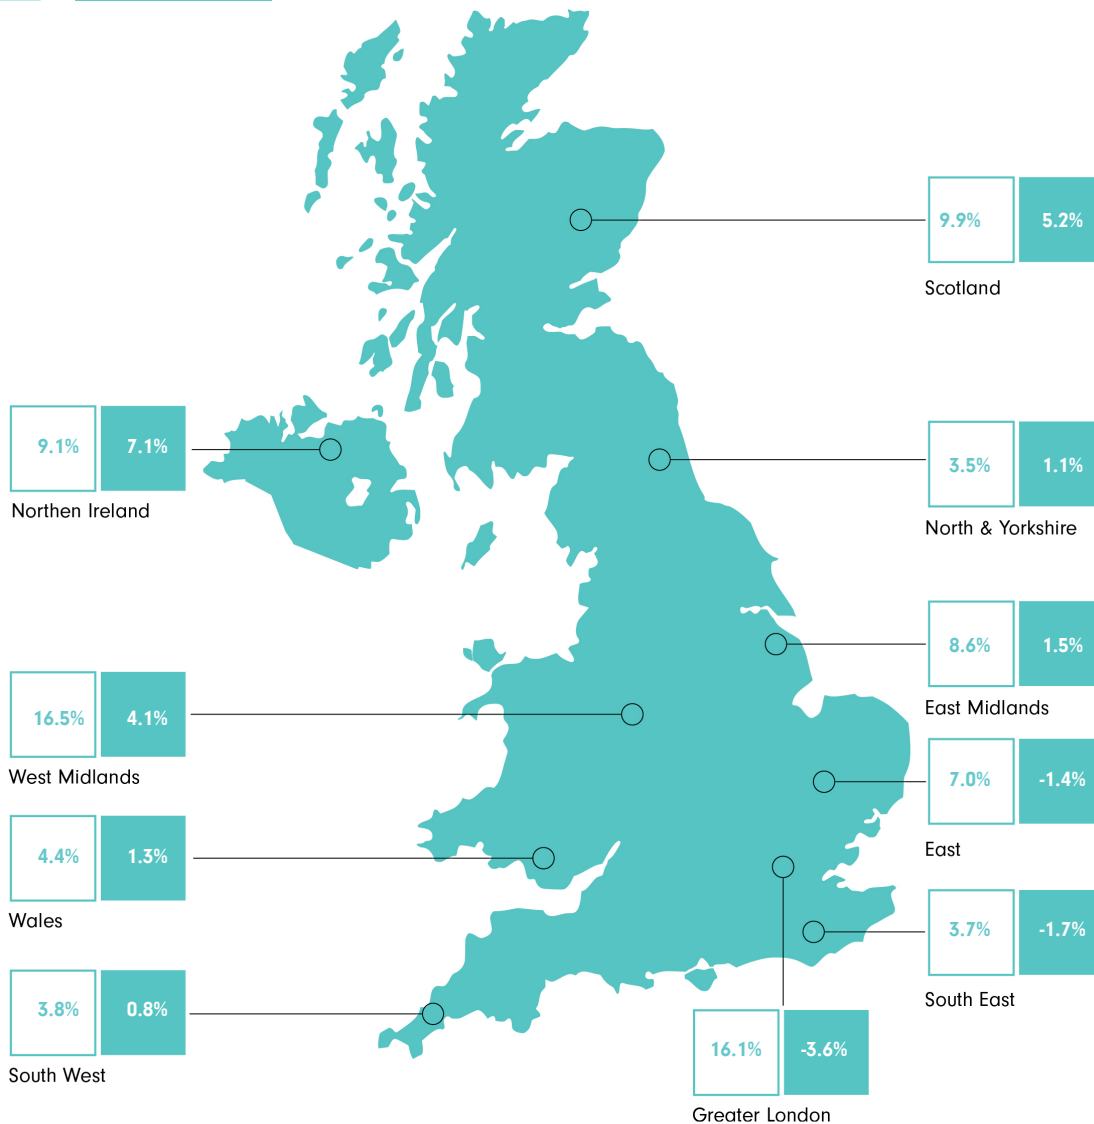 9.9% 5.2%
Scotland
9.1% 7.1%
Northen Ireland
3.5% 1.1%
North & Yorkshire
8.6% 1.5%
East Midlands
16.5% 4.1%
West Midlands
7.0% -1.4%
East
4.4% 1.3%
Wales
3.7% -1.7%
South East
3.8% 0.8%
South West
16.1% -3.6%
Greater London